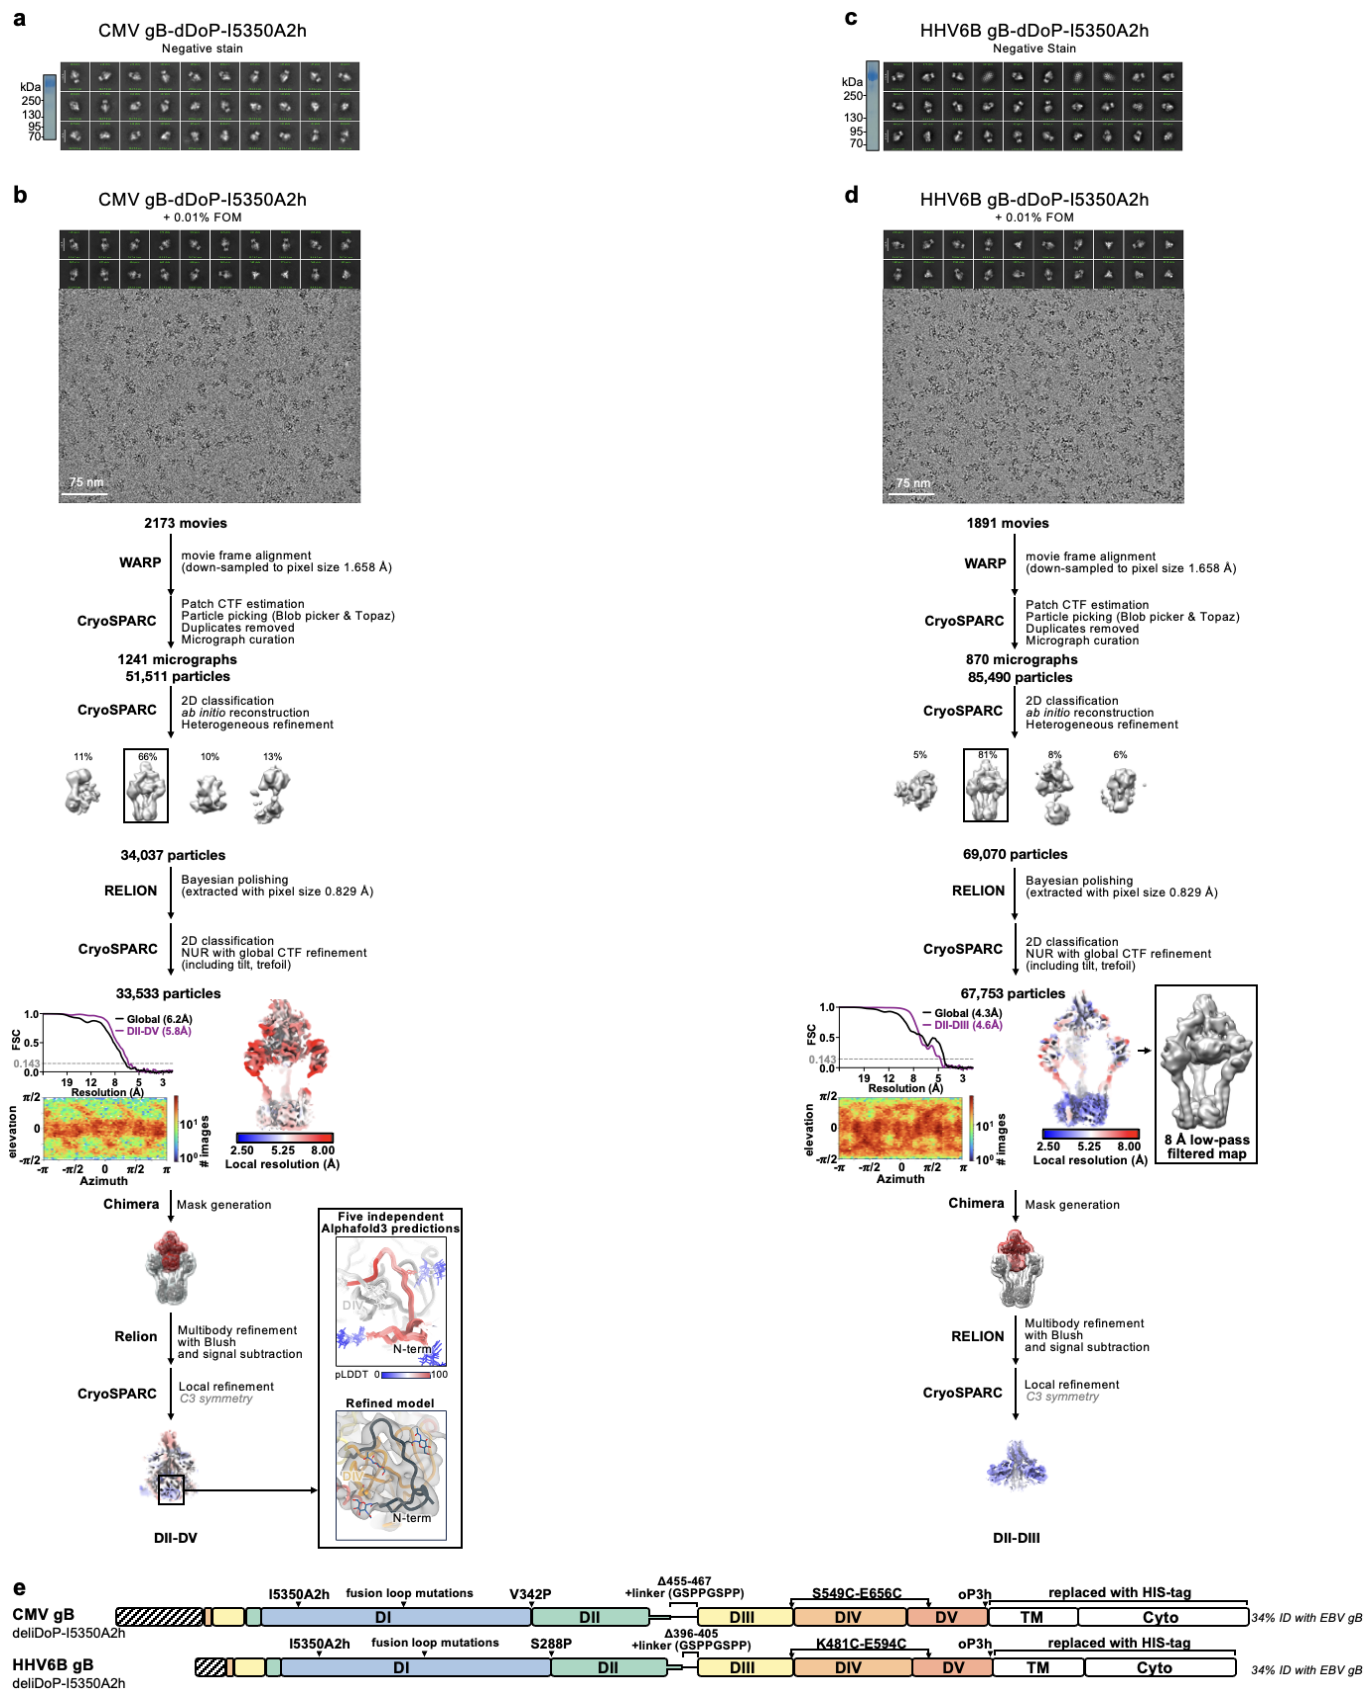 a
CMV gB-dDoP-I5350A2h
Negative stain
kDa
250
130
95
70
c
HHV6B gB-dDoP-I5350A2h
Negative Stain
kDa
250
130
95
70
b
CMV gB-dDoP-I5350A2h
+ 0.01% FOM
75 nm
2173 movies
WARP
movie frame alignment
(down-sampled to pixel size 1.658 Å)
CryoSPARC
Patch CTF estimation
Particle picking (Blob picker & Topaz)
Duplicates removed
Micrograph curation
1241 micrographs
51,511 particles
CryoSPARC
2D classification
ab initio reconstruction
Heterogeneous refinement
11% 66% 10% 13%
34,037 particles
RELION
Bayesian polishing
(extracted with pixel size 0.829 Å)
CryoSPARC
2D classification
NUR with global CTF refinement
(including tilt, trefoil)
33,533 particles
1.0
0.5
0.143
0.0
FSC
Global (6.2Å)
DII-DV (5.8Å)
19 12 8 5 3
Resolution (Å)
π/2
0
-π/2
elevation
-π -π/2 0 π/2 π
Azimuth
10¹
10⁰
# images
2.50 5.25 8.00
Local resolution (Å)
Chimera
Mask generation
Relion
Multibody refinement
with Blush
and signal subtraction
CryoSPARC
Local refinement
C3 symmetry
DII-DV
Five independent
Alphafold3 predictions
DIV
N-term
pLDDT 0 100
Refined model
DIV
N-term
d
HHV6B gB-dDoP-I5350A2h
+ 0.01% FOM
75 nm
1891 movies
WARP
movie frame alignment
(down-sampled to pixel size 1.658 Å)
CryoSPARC
Patch CTF estimation
Particle picking (Blob picker & Topaz)
Duplicates removed
Micrograph curation
870 micrographs
85,490 particles
CryoSPARC
2D classification
ab initio reconstruction
Heterogeneous refinement
5% 81% 8% 6%
69,070 particles
RELION
Bayesian polishing
(extracted with pixel size 0.829 Å)
CryoSPARC
2D classification
NUR with global CTF refinement
(including tilt, trefoil)
67,753 particles
1.0
0.5
0.143
0.0
FSC
Global (4.3Å)
DII-DIII (4.6Å)
19 12 8 5 3
Resolution (Å)
π/2
0
-π/2
elevation
-π -π/2 0 π/2 π
Azimuth
10¹
10⁰
# images
2.50 5.25 8.00
Local resolution (Å)
8 Å low-pass
filtered map
Chimera
Mask generation
RELION
Multibody refinement
with Blush
and signal subtraction
CryoSPARC
Local refinement
C3 symmetry
DII-DIII
e
CMV gB
deliDoP-I5350A2h
I5350A2h fusion loop mutations V342P
Δ455-467
+linker (GSPPGSPP)
S549C-E656C oP3h replaced with HIS-tag
DI DII DIII DIV DV TM Cyto
34% ID with EBV gB
HHV6B gB
deliDoP-I5350A2h
I5350A2h fusion loop mutations S288P
Δ396-405
+linker (GSPPGSPP)
K481C-E594C oP3h replaced with HIS-tag
DI DII DIII DIV DV TM Cyto
34% ID with EBV gB